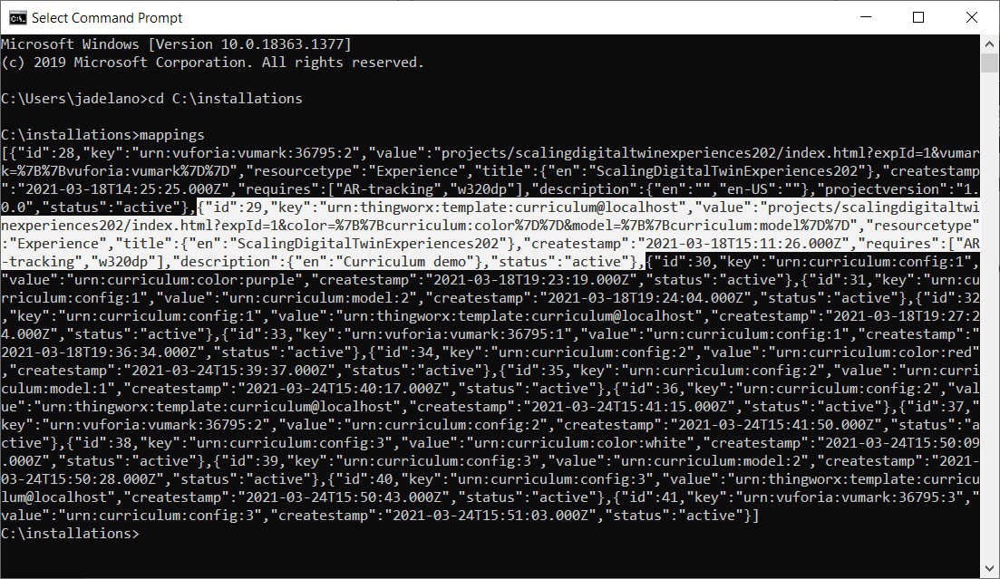 Select Command Prompt
Microsoft Windows [Version 10.0.18363.1377]
(c) 2019 Microsoft Corporation. All rights reserved.
C:\Users\jadelano>cd C:\installations
C:\installations>mappings
[{"id":28,"key":"urn:vuforia:vumark:36795:2","value":"projects/scalingdigitaltwinexperiences202/index.html?expId=1&vumar
k=%7B%7Bvuforia:vumark%7D%7D","resourcetype":"Experience","title":{"en":"ScalingDigitalTwinExperiences202"},"createstamp
":"2021-03-18T14:25:25.000Z","requires":["AR-tracking","w320dp"],"description":{"en":"","en-US":""},"projectversion":"1.
0.0","status":"active"},{"id":29,"key":"urn:thingworx:template:curriculum@localhost","value":"projects/scalingdigitaltwi
nexperiences202/index.html?expId=1&color=%7B%7Bcurriculum:color%7D%7D&model=%7B%7Bcurriculum:model%7D%7D","resourcetype"
:"Experience","title":{"en":"ScalingDigitalTwinExperiences202"},"createstamp":"2021-03-18T15:11:26.000Z","requires":["AR
-tracking","w320dp"],"description":{"en":"Curriculum demo"},"status":"active"},{"id":30,"key":"urn:curriculum:config:1",
"value":"urn:curriculum:color:purple","createstamp":"2021-03-18T19:23:19.000Z","status":"active"},{"id":31,"key":"urn:cu
rriculum:config:1","value":"urn:curriculum:model:2","createstamp":"2021-03-18T19:24:04.000Z","status":"active"},{"id":32
,"key":"urn:curriculum:config:1","value":"urn:thingworx:template:curriculum@localhost","createstamp":"2021-03-18T19:27:2
4.000Z","status":"active"},{"id":33,"key":"urn:vuforia:vumark:36795:1","value":"urn:curriculum:config:1","createstamp":"
2021-03-18T19:36:34.000Z","status":"active"},{"id":34,"key":"urn:curriculum:config:2","value":"urn:curriculum:color:red"
,"createstamp":"2021-03-24T15:39:37.000Z","status":"active"},{"id":35,"key":"urn:curriculum:config:2","value":"urn:curri
culum:model:1","createstamp":"2021-03-24T15:40:17.000Z","status":"active"},{"id":36,"key":"urn:curriculum:config:2","val
ue":"urn:thingworx:template:curriculum@localhost","createstamp":"2021-03-24T15:41:15.000Z","status":"active"},{"id":37,"
key":"urn:vuforia:vumark:36795:2","value":"urn:curriculum:config:2","createstamp":"2021-03-24T15:41:50.000Z","status":"a
ctive"},{"id":38,"key":"urn:curriculum:config:3","value":"urn:curriculum:color:white","createstamp":"2021-03-24T15:50:09
.000Z","status":"active"},{"id":39,"key":"urn:curriculum:config:3","value":"urn:curriculum:model:2","createstamp":"2021-
03-24T15:50:28.000Z","status":"active"},{"id":40,"key":"urn:curriculum:config:3","value":"urn:thingworx:template:curricu
lum@localhost","createstamp":"2021-03-24T15:50:43.000Z","status":"active"},{"id":41,"key":"urn:vuforia:vumark:36795:3","
value":"urn:curriculum:config:3","createstamp":"2021-03-24T15:51:03.000Z","status":"active"}]
C:\installations>